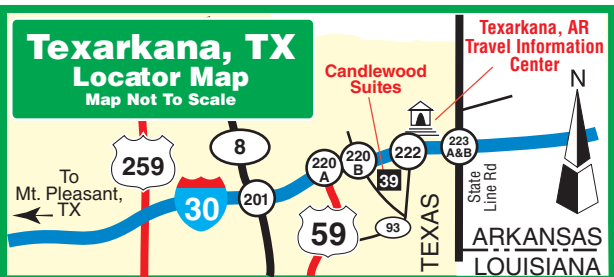 Texarkana, TX
Locator Map
Map Not To Scale
Texarkana, AR
Travel Information
Center
Candlewood
Suites
N
259
8
220
A
220
B
222
223
A&B
39
To
Mt. Pleasant,
TX
30
201
59
93
TEXAS
State
Line Rd
ARKANSAS
LOUISIANA